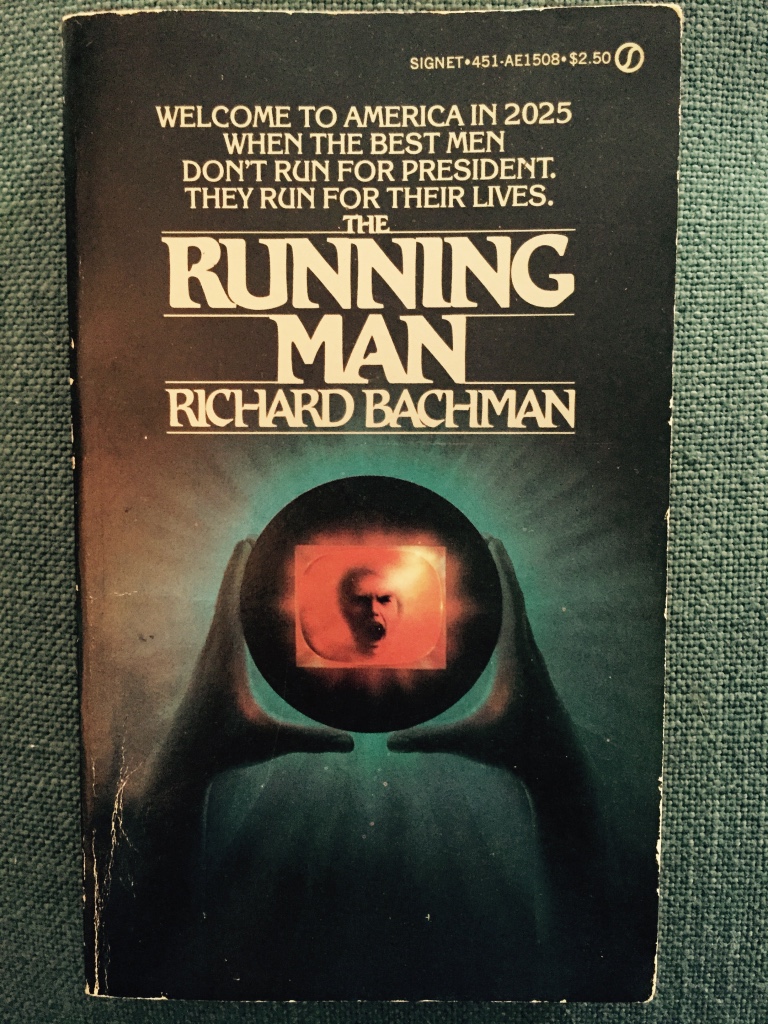 SIGNET•451-AE1508•$2.50
WELCOME TO AMERICA IN 2025
WHEN THE BEST MEN
DON'T RUN FOR PRESIDENT.
THEY RUN FOR THEIR LIVES.
THE
RUNNING
MAN
RICHARD BACHMAN